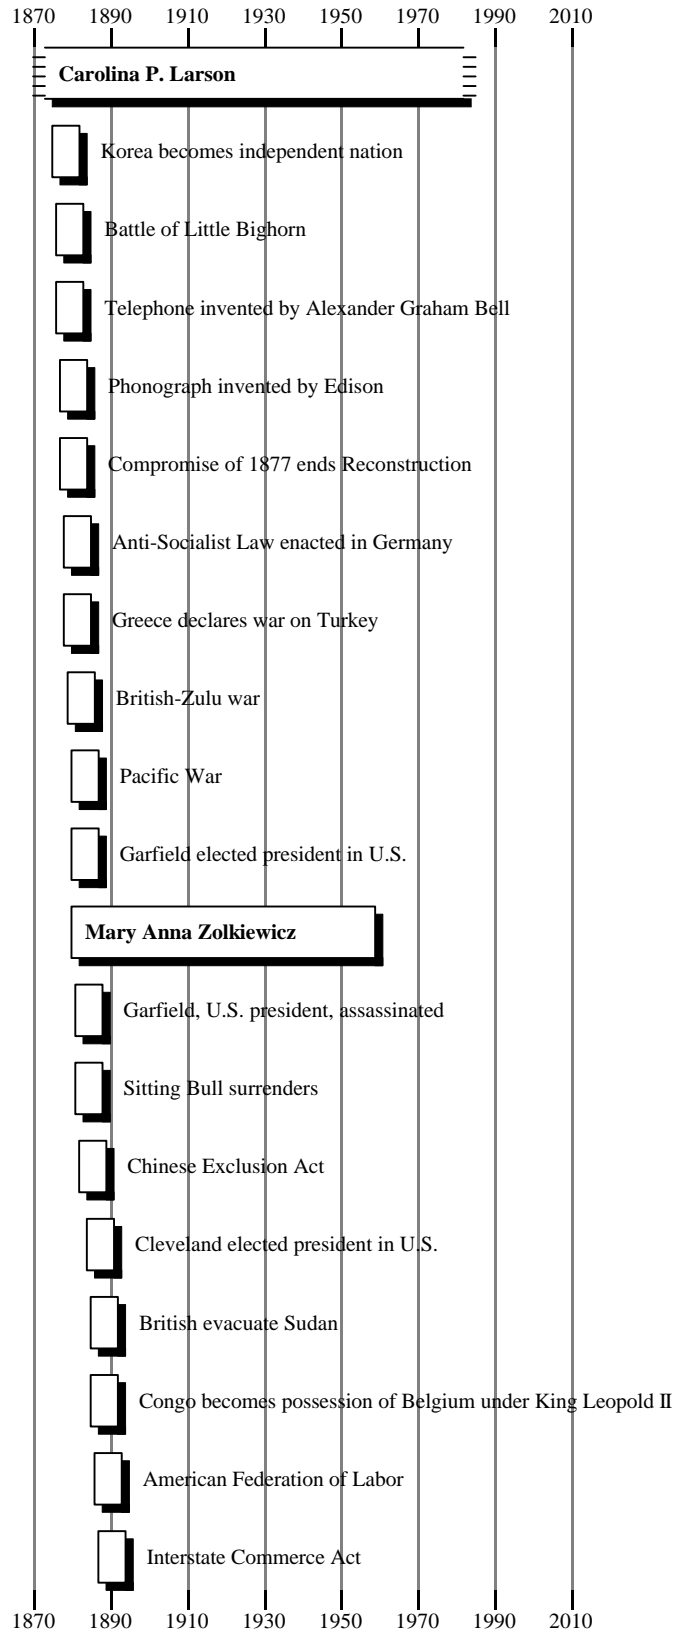 1870 1890 1910 1930 1950 1970 1990 2010
Carolina P. Larson
Korea becomes independent nation
Battle of Little Bighorn
Telephone invented by Alexander Graham Bell
Phonograph invented by Edison
Compromise of 1877 ends Reconstruction
Anti-Socialist Law enacted in Germany
Greece declares war on Turkey
British-Zulu war
Pacific War
Garfield elected president in U.S.
Mary Anna Zolkiewicz
Garfield, U.S. president, assassinated
Sitting Bull surrenders
Chinese Exclusion Act
Cleveland elected president in U.S.
British evacuate Sudan
Congo becomes possession of Belgium under King Leopold II
American Federation of Labor
Interstate Commerce Act
1870 1890 1910 1930 1950 1970 1990 2010